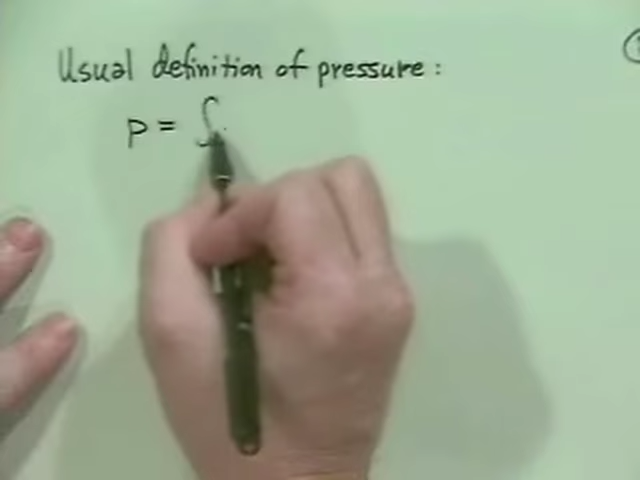 Usual definition of pressure :
P = ∫